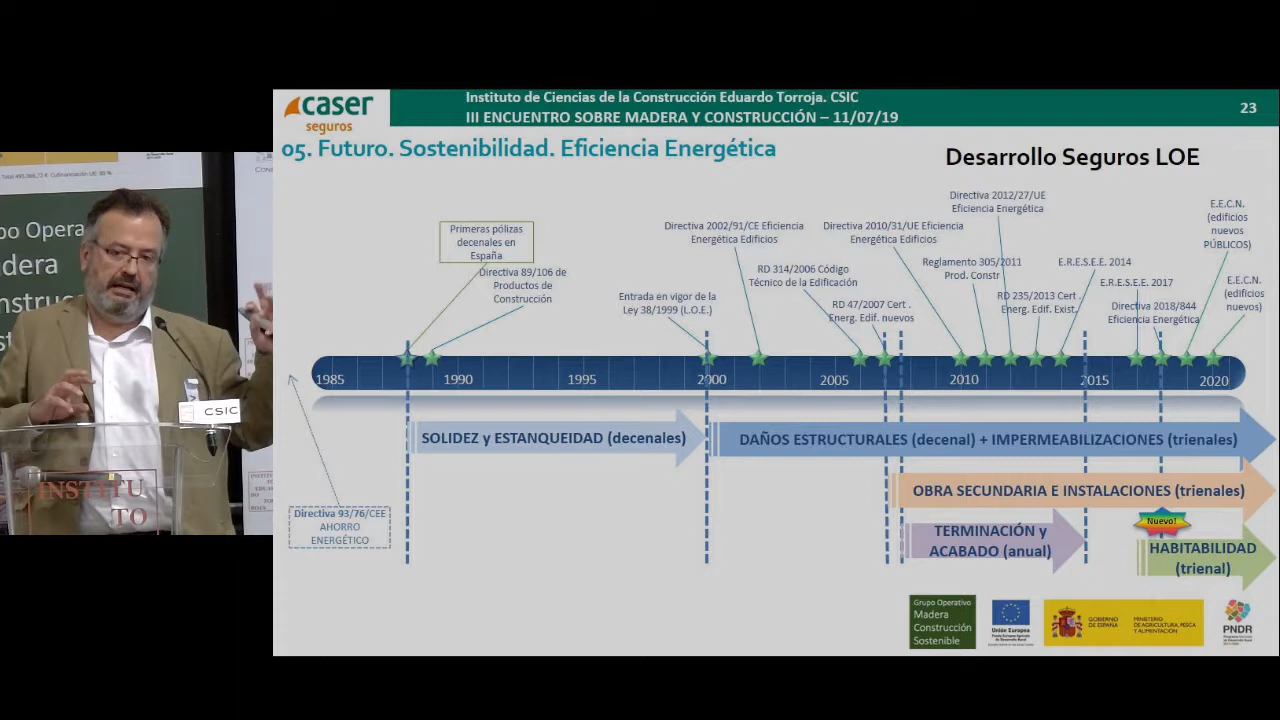 caser
seguros
Instituto de Ciencias de la Construcción Eduardo Torroja. CSIC
III ENCUENTRO SOBRE MADERA Y CONSTRUCCIÓN – 11/07/19
23
05. Futuro. Sostenibilidad. Eficiencia Energética
Desarrollo Seguros LOE
Primeras pólizas
decenales en
España
Directiva 89/106 de
Productos de
Construcción
Entrada en vigor de la
Ley 38/1999 (L.O.E.)
Directiva 2002/91/CE Eficiencia
Energética Edificios
RD 314/2006 Código
Técnico de la Edificación
RD 47/2007 Cert .
Energ. Edif. nuevos
Directiva 2010/31/UE Eficiencia
Energética Edificios
Reglamento 305/2011
Prod. Constr
Directiva 2012/27/UE
Eficiencia Energética
RD 235/2013 Cert .
Energ. Edif. Exist.
E.R.E.S.E.E. 2014
E.R.E.S.E.E. 2017
Directiva 2018/844
Eficiencia Energética
E.E.C.N.
(edificios
nuevos
PÚBLICOS)
E.E.C.N.
(edificios
nuevos)
1985 1990 1995 2000 2005 2010 2015 2020
SOLIDEZ y ESTANQUEIDAD (decenales)
DAÑOS ESTRUCTURALES (decenal) + IMPERMEABILIZACIONES (trienales)
OBRA SECUNDARIA E INSTALACIONES (trienales)
TERMINACIÓN y
ACABADO (anual)
Nuevo!
HABITABILIDAD
(trienal)
Directiva 93/76/CEE
AHORRO
ENERGÉTICO
Grupo Operativo
Madera
Construcción
Sostenible
Unión Europea
GOBIERNO
DE ESPAÑA
MINISTERIO
DE AGRICULTURA, PESCA
Y ALIMENTACIÓN
PNDR
CSIC
INSTITU
TO